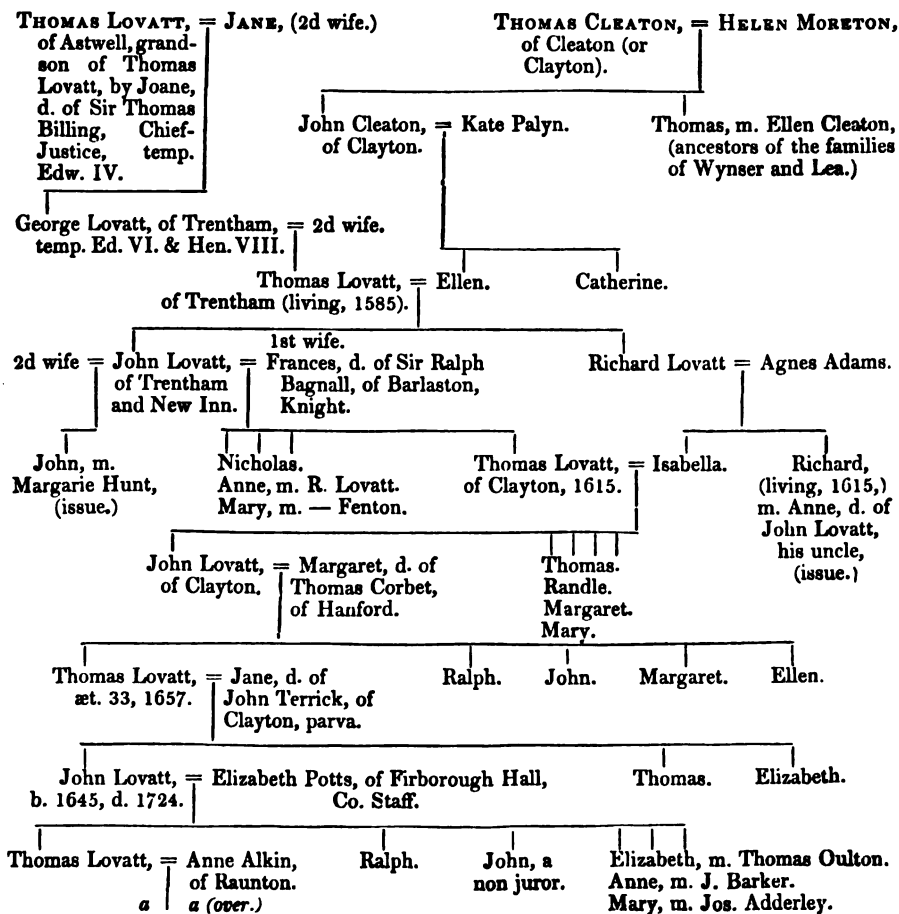 THOMAS LOVATT, = JANE, (2d wife.)
of Astwell, grand-
son of Thomas
Lovatt, by Joane,
d. of Sir Thomas
Billing, Chief-
Justice, temp.
Edw. IV.
THOMAS CLEATON, = HELEN MORETON,
of Cleaton (or
Clayton).
John Cleaton, = Kate Palyn.
of Clayton.
Thomas, m. Ellen Cleaton,
(ancestors of the families
of Wynser and Lea.)
George Lovatt, of Trentham, = 2d wife.
temp. Ed. VI. & Hen. VIII.
Thomas Lovatt, = Ellen.
of Trentham (living, 1585).
Catherine.
1st wife.
2d wife = John Lovatt, = Frances, d. of Sir Ralph
of Trentham
and New Inn.
Bagnall, of Barlaston,
Knight.
Richard Lovatt = Agnes Adams.
John, m.
Margarie Hunt,
(issue.)
Nicholas.
Anne, m. R. Lovatt.
Mary, m. — Fenton.
Thomas Lovatt, = Isabella.
of Clayton, 1615.
Richard,
(living, 1615,)
m. Anne, d. of
John Lovatt,
his uncle,
(issue.)
John Lovatt, = Margaret, d. of
of Clayton.
Thomas Corbet,
of Hanford.
Thomas.
Randle.
Margaret.
Mary.
Thomas Lovatt, = Jane, d. of
æt. 33, 1657.
John Terrick, of
Clayton, parva.
Ralph.
John.
Margaret.
Ellen.
John Lovatt, = Elizabeth Potts, of Firborough Hall,
b. 1645, d. 1724.
Co. Staff.
Thomas.
Elizabeth.
Thomas Lovatt, = Anne Alkin,
of Raunton.
a
a (over.)
Ralph.
John, a
non juror.
Elizabeth, m. Thomas Oulton.
Anne, m. J. Barker.
Mary, m. Jos. Adderley.